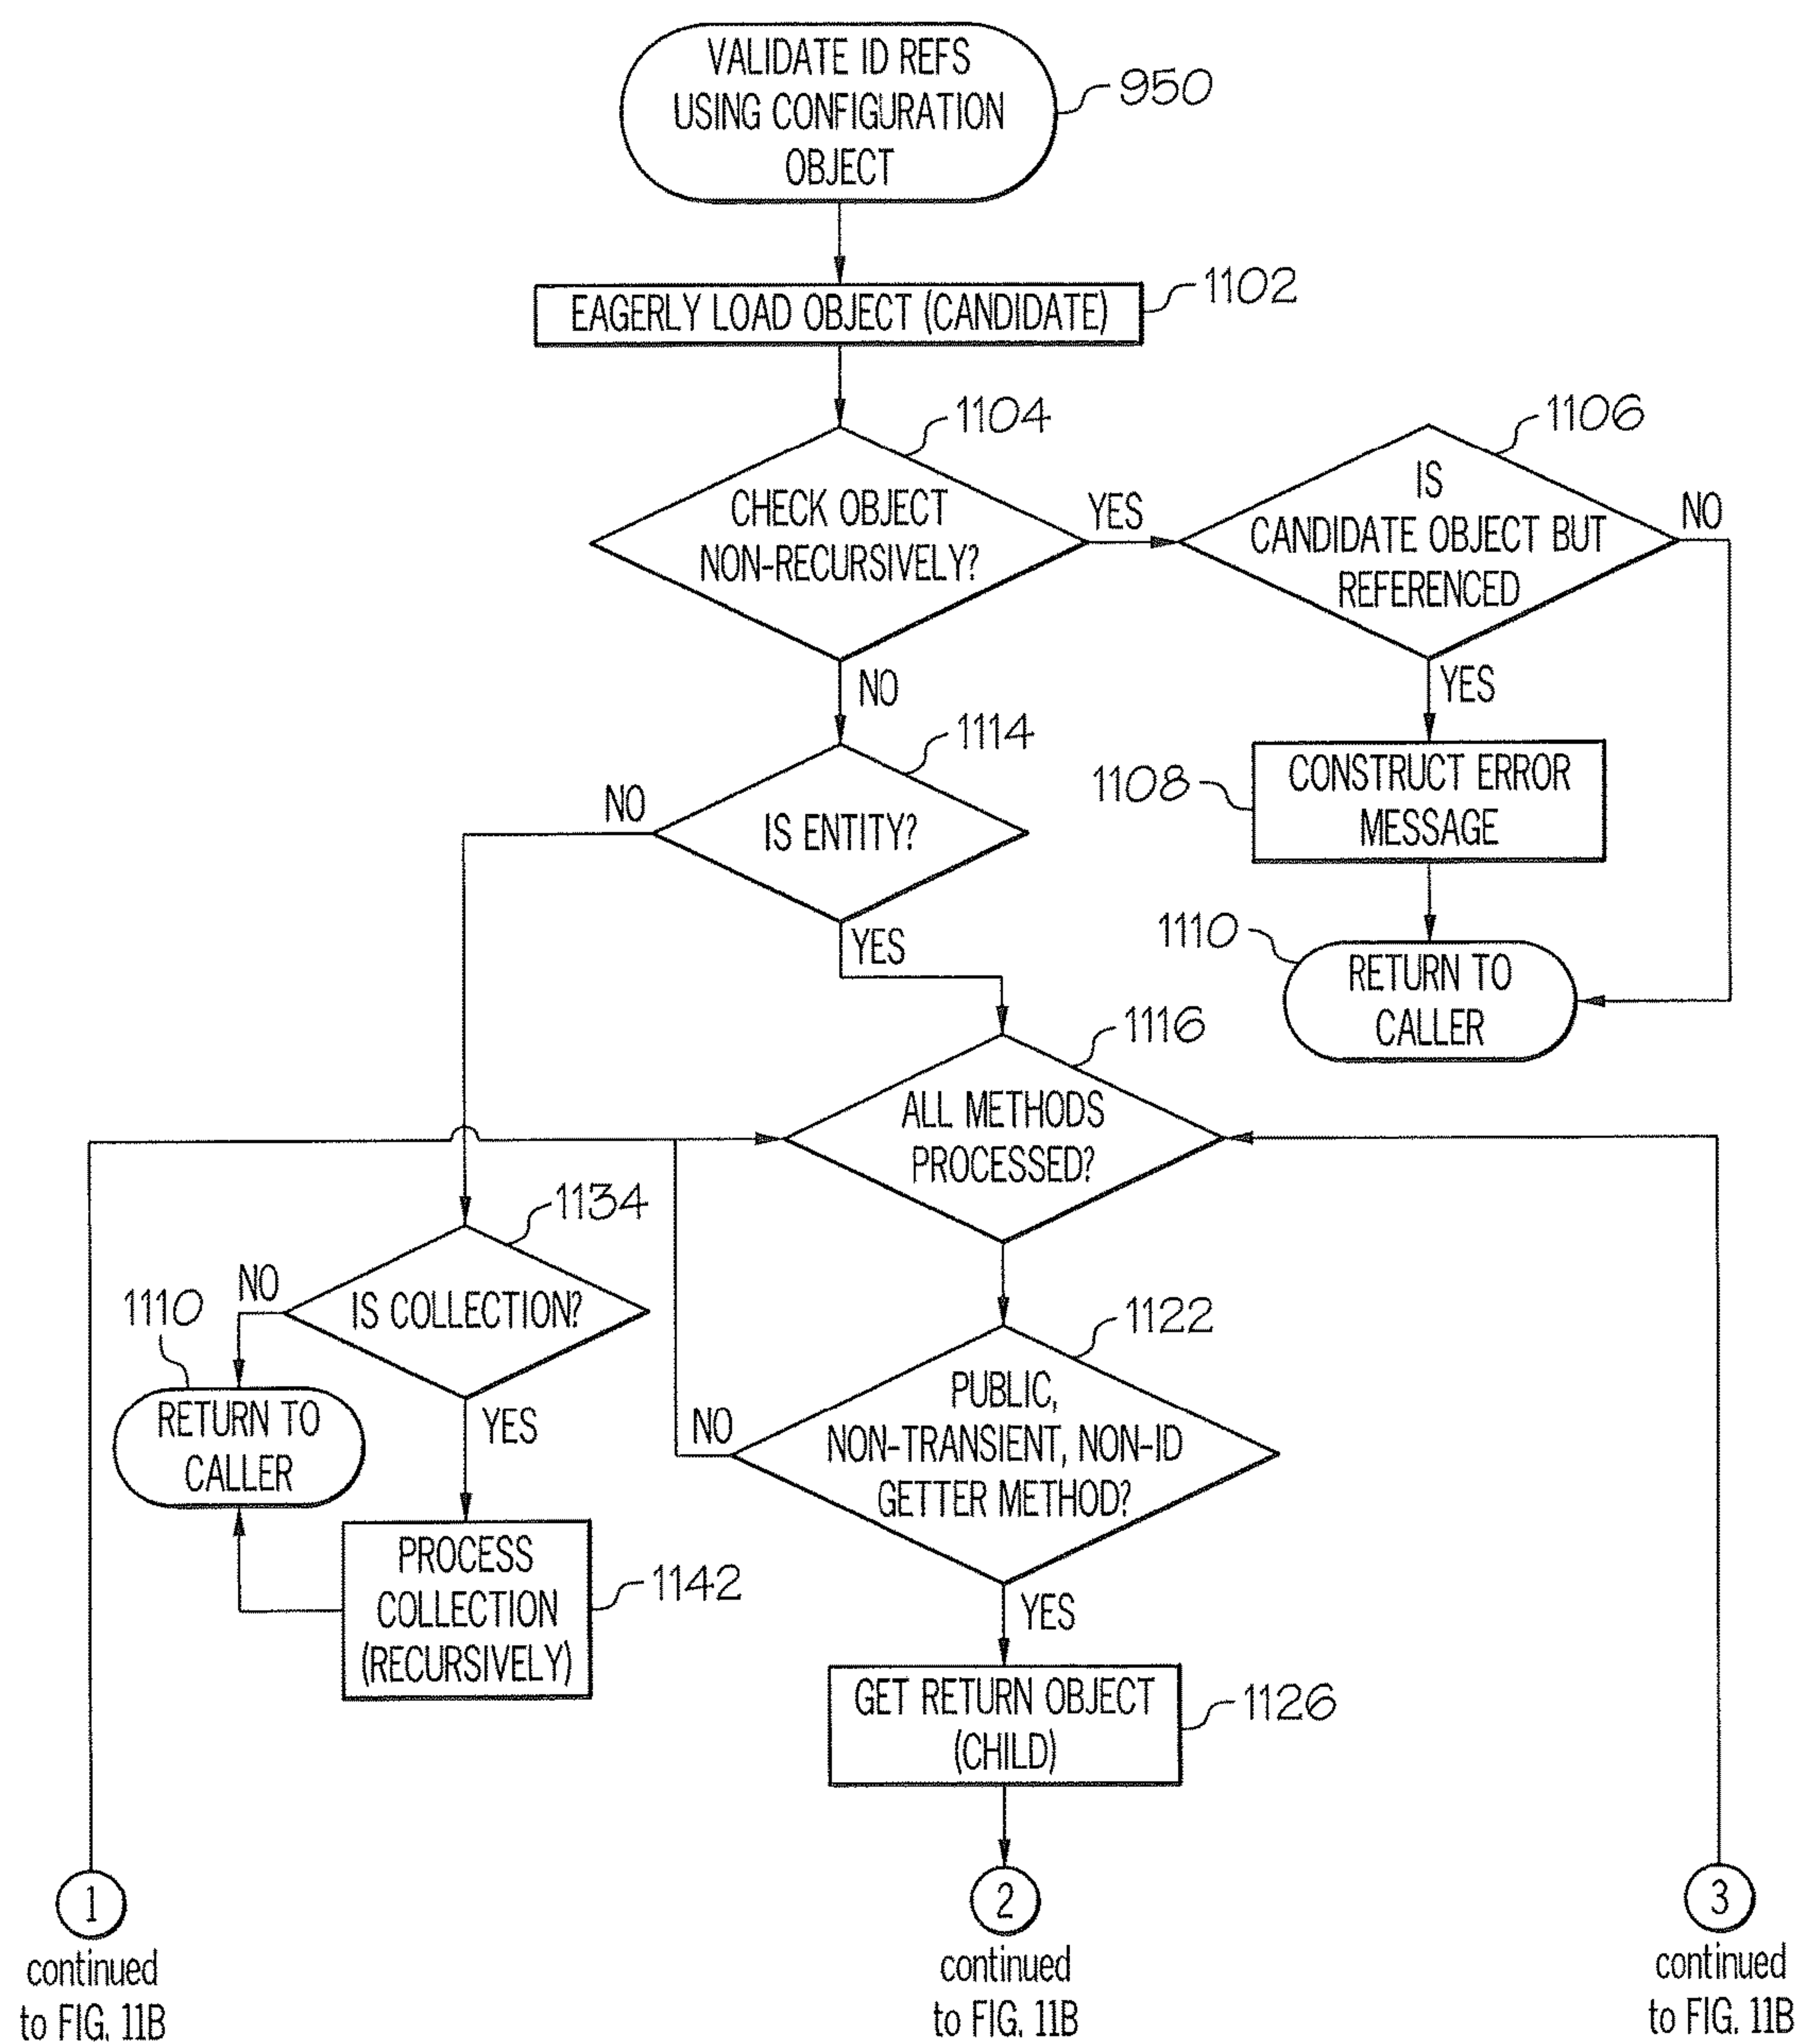 VALIDATE ID REFS
USING CONFIGURATION
OBJECT
950
EAGERLY LOAD OBJECT (CANDIDATE)
1102
1104
CHECK OBJECT
NON-RECURSIVELY?
YES
1106
IS
CANDIDATE OBJECT BUT
REFERENCED
NO
NO
YES
1108
CONSTRUCT ERROR
MESSAGE
1114
NO
IS ENTITY?
YES
1110
RETURN TO
CALLER
1116
ALL METHODS
PROCESSED?
1134
NO
IS COLLECTION?
1110
RETURN TO
CALLER
YES
1122
PUBLIC,
NON-TRANSIENT, NON-ID
GETTER METHOD?
NO
YES
PROCESS
COLLECTION
(RECURSIVELY)
1142
GET RETURN OBJECT
(CHILD)
1126
1
continued
to FIG. 11B
2
continued
to FIG. 11B
3
continued
to FIG. 11B